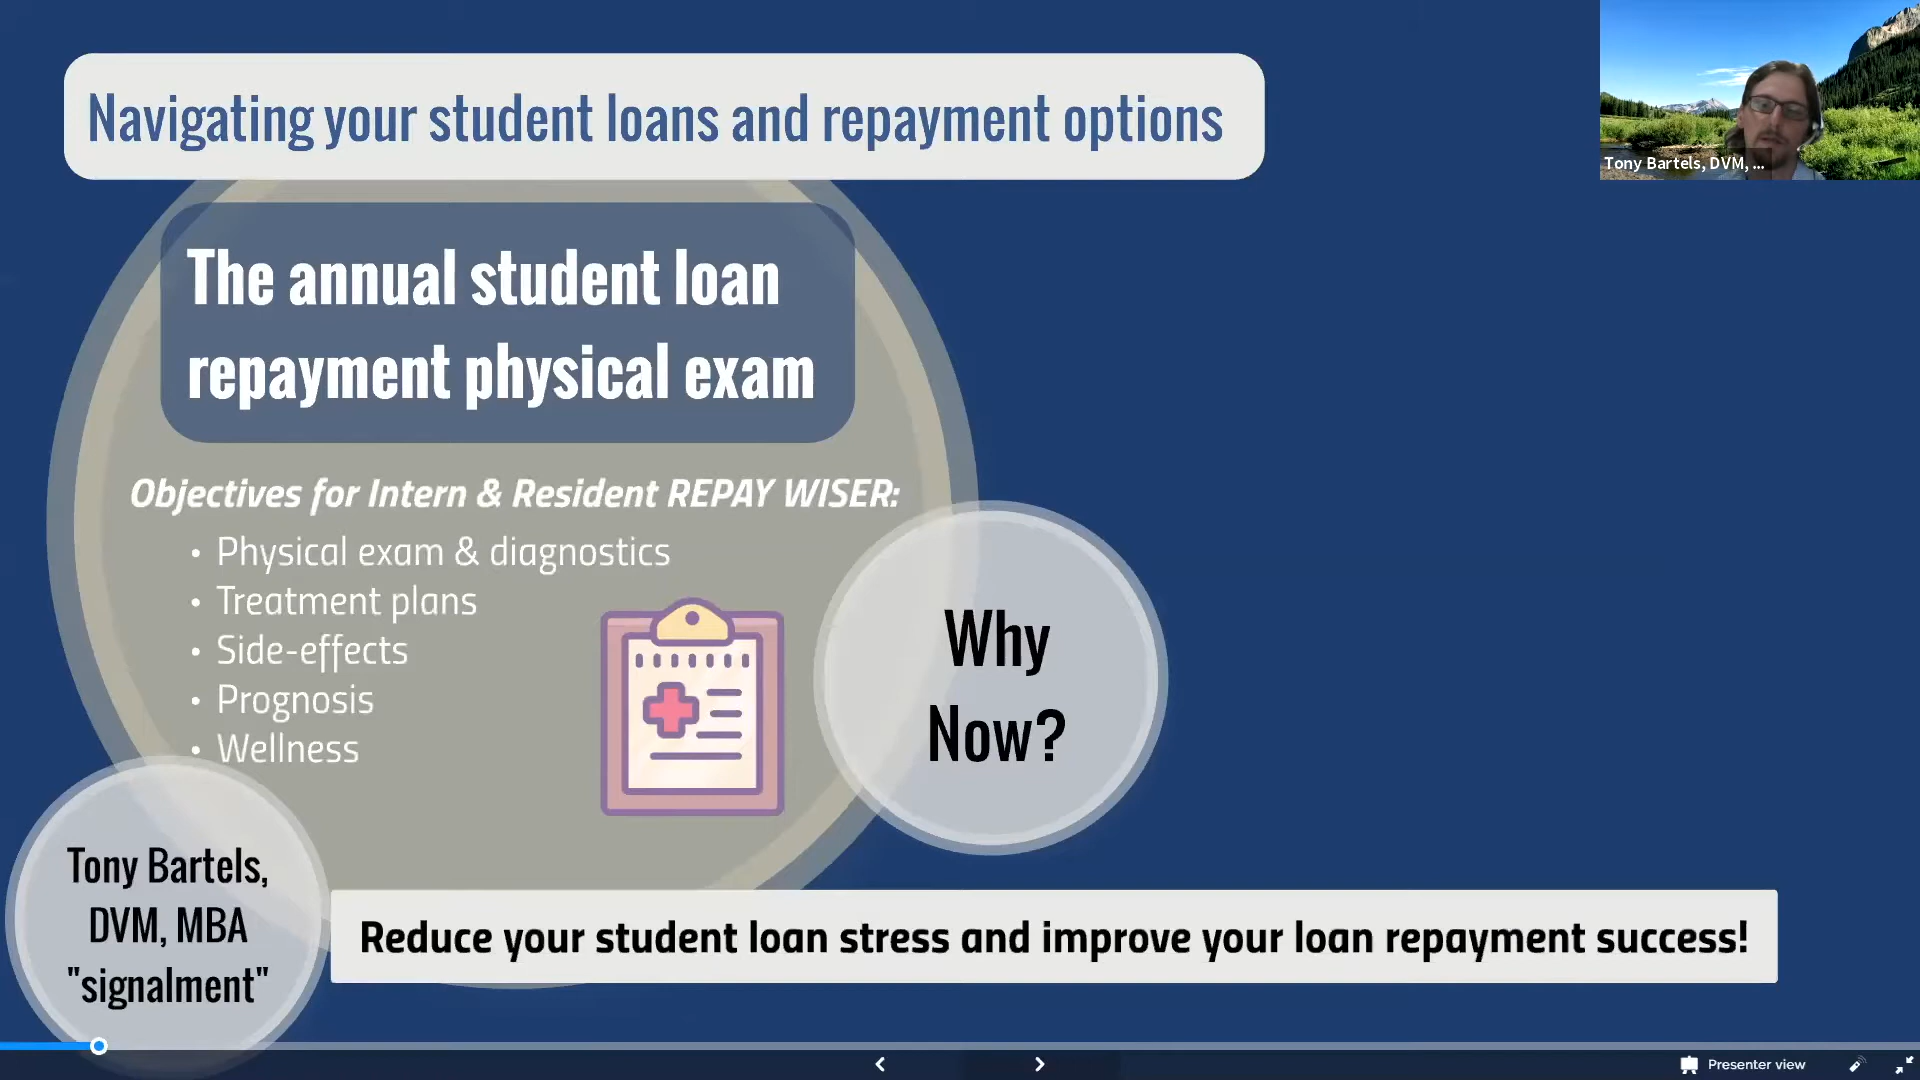 Navigating your student loans and repayment options
Tony Bartels, DVM, ...
The annual student loan
repayment physical exam
Objectives for Intern & Resident REPAY WISER:
• Physical exam & diagnostics
• Treatment plans
• Side-effects
• Prognosis
• Wellness
Why
Now?
Tony Bartels,
DVM, MBA
"signalment"
Reduce your student loan stress and improve your loan repayment success!
Presenter view